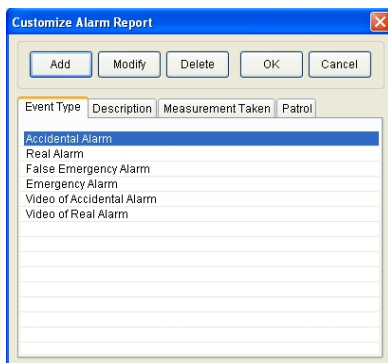 Customize Alarm Report
Add Modify Delete OK Cancel
Event Type Description Measurement Taken Patrol
Accidental Alarm
Real Alarm
False Emergency Alarm
Emergency Alarm
Video of Accidental Alarm
Video of Real Alarm